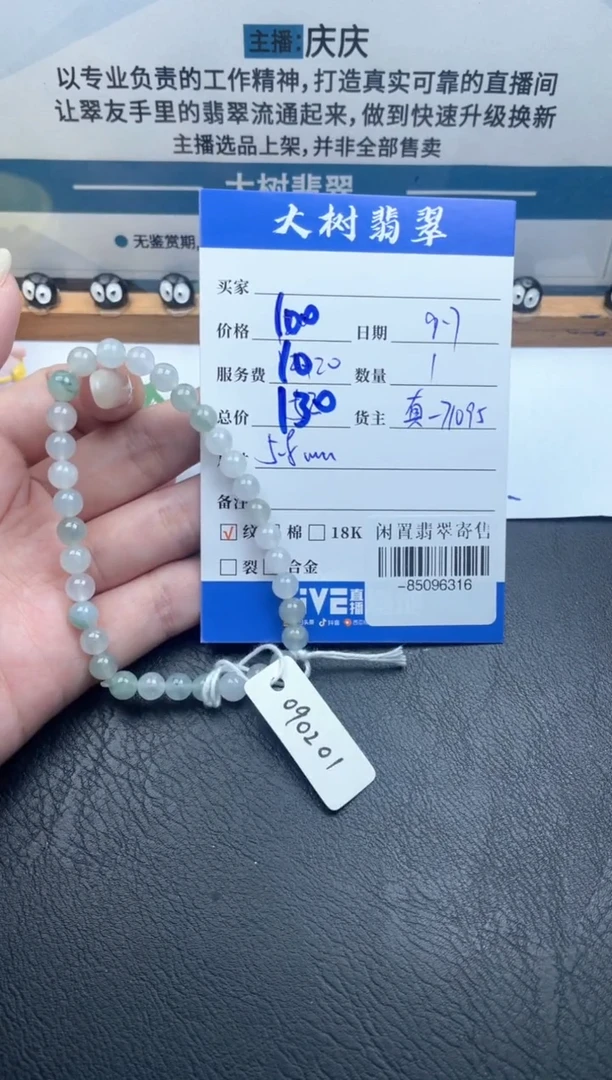 主播:庆庆
以专业负责的工作精神,打造真实可靠的直播间
让翠友手里的翡翠流通起来,做到快速升级换新
主播选品上架,并非全部售卖
大树翡翠
无鉴赏期,
大树翡翠
买家
价格 100 日期 9-7
服务费 10 20 数量 1
总价 130 货主 真-71095
5.8mm
备注
√ 纹 棉 18K 闲置翡翠寄售
裂 合金
-85096316
IVE 直播
抖音
090201